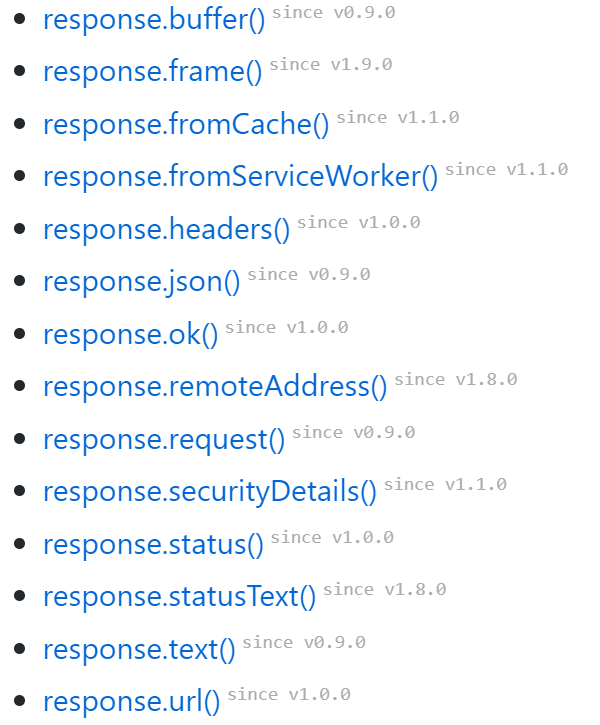 response.buffer() since v0.9.0
response.frame() since v1.9.0
response.fromCache() since v1.1.0
response.fromServiceWorker() since v1.1.0
response.headers() since v1.0.0
response.json() since v0.9.0
response.ok() since v1.0.0
response.remoteAddress() since v1.8.0
response.request() since v0.9.0
response.securityDetails() since v1.1.0
response.status() since v1.0.0
response.statusText() since v1.8.0
response.text() since v0.9.0
response.url() since v1.0.0